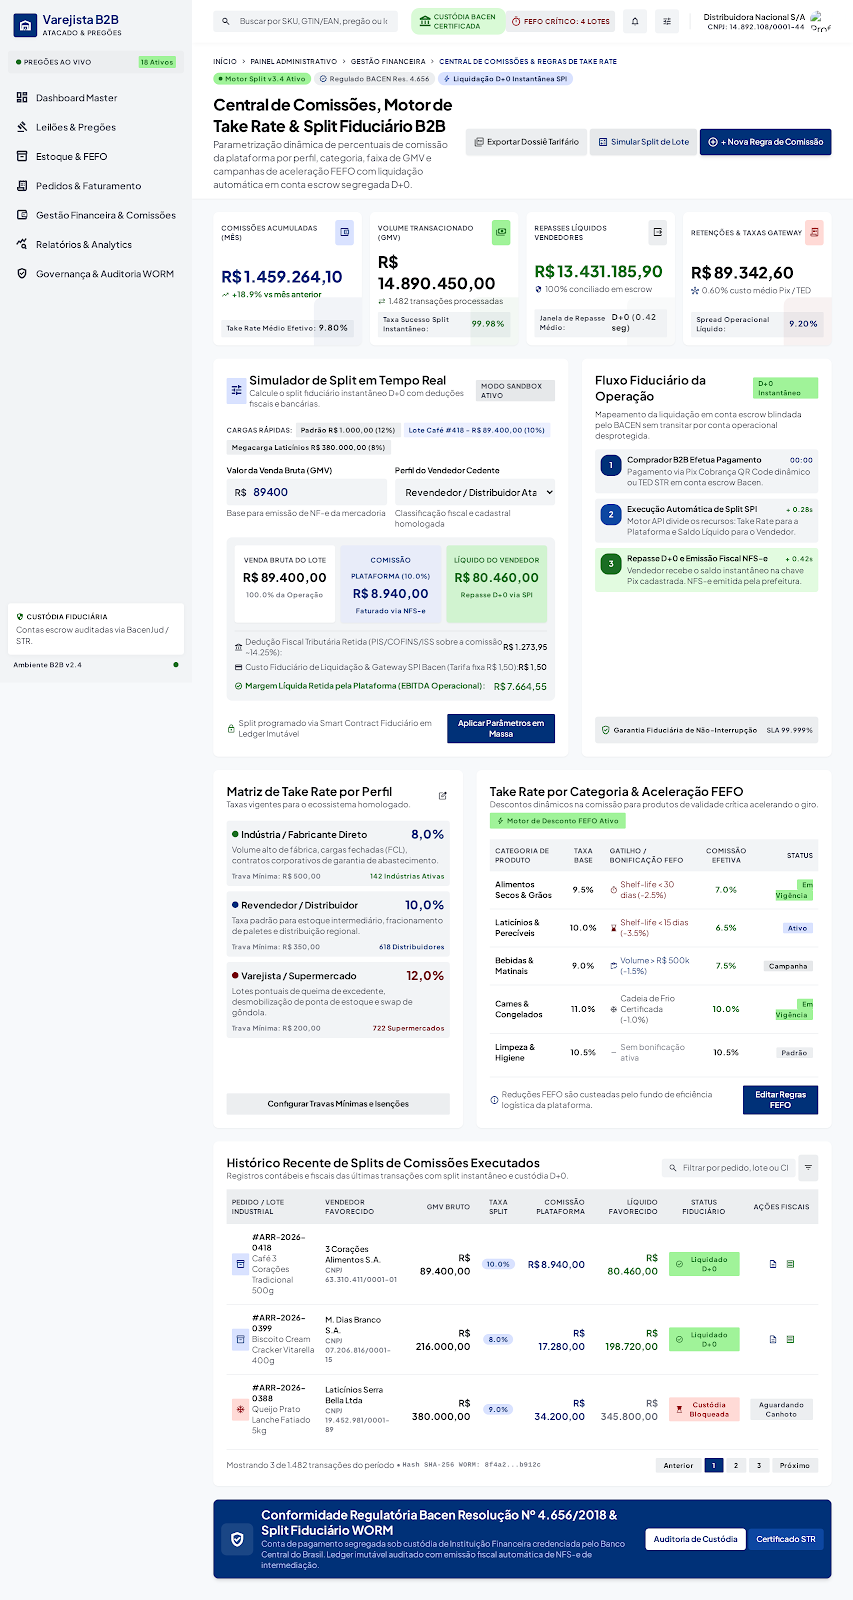 Varejista B2B
ATACADO & PREGÕES
PREGÕES AO VIVO
18 Ativos
Dashboard Master
Leilões & Pregões
Estoque & FEFO
Pedidos & Faturamento
Gestão Financeira & Comissões
Relatórios & Analytics
Governança & Auditoria WORM
CUSTÓDIA FIDUCIÁRIA
Contas escrow auditadas via BacenJud /
STR.
Ambiente B2B v2.4
Buscar por SKU, GTIN/EAN, pregão ou lo
CUSTÓDIA BACEN
CERTIFICADA
FEFO CRÍTICO: 4 LOTES
Distribuidora Nacional S/A
CNPJ: 14.892.108/0001-44
INÍCIO > PAINEL ADMINISTRATIVO > GESTÃO FINANCEIRA > CENTRAL DE COMISSÕES & REGRAS DE TAKE RATE
Motor Split v3.4 Ativo
Regulado BACEN Res. 4.656
Liquidação D+0 Instantânea SPI
Central de Comissões, Motor de
Take Rate & Split Fiduciário B2B
Parametrização dinâmica de percentuais de comissão
da plataforma por perfil, categoria, faixa de GMV e
campanhas de aceleração FEFO com liquidação
automática em conta escrow segregada D+0.
Exportar Dossiê Tarifário
Simular Split de Lote
+ Nova Regra de Comissão
COMISSÕES ACUMULADAS
(MÊS)
R$ 1.459.264,10
+18.9% vs mês anterior
Take Rate Médio Efetivo: 9.80%
VOLUME TRANSACIONADO
(GMV)
R$
14.890.450,00
1.482 transações processadas
Taxa Sucesso Split
Instantâneo:
99.98%
REPASSES LÍQUIDOS
VENDEDORES
R$ 13.431.185,90
100% conciliado em escrow
Janela de Repasse
Médio:
D+0 (0.42
seg)
RETENÇÕES & TAXAS GATEWAY
R$ 89.342,60
0.60% custo médio Pix / TED
Spread Operacional
Líquido:
9.20%
Simulador de Split em Tempo Real
Calcule o split fiduciário instantâneo D+0 com deduções
fiscais e bancárias.
MODO SANDBOX
ATIVO
CARGAS RÁPIDAS:
Padrão R$ 1.000,00 (12%)
Lote Café #418 - R$ 89.400,00 (10%)
Megacarga Laticínios R$ 380.000,00 (8%)
Valor da Venda Bruta (GMV)
R$ 89400
Base para emissão de NF-e da mercadoria
Perfil do Vendedor Cedente
Revendedor / Distribuidor Ata
Classificação fiscal e cadastral
homologada
VENDA BRUTA DO LOTE
R$ 89.400,00
100.0% da Operação
COMISSÃO
PLATAFORMA (10.0%)
R$ 8.940,00
Faturado via NFS-e
LÍQUIDO DO VENDEDOR
R$ 80.460,00
Repasse D+0 via SPI
Dedução Fiscal Tributária Retida (PIS/COFINS/ISS sobre a comissão
~14.25%):
R$ 1.273,95
Custo Fiduciário de Liquidação & Gateway SPI Bacen (Tarifa fixa R$ 1,50): R$ 1,50
Margem Líquida Retida pela Plataforma (EBITDA Operacional): R$ 7.664,55
Split programado via Smart Contract Fiduciário em
Ledger Imutável
Aplicar Parâmetros em
Massa
Fluxo Fiduciário da
Operação
D+0
Instantâneo
Mapeamento da liquidação em conta escrow blindada
pelo BACEN sem transitar por conta operacional
desprotegida.
1
Comprador B2B Efetua Pagamento 00:00
Pagamento via Pix Cobrança QR Code dinâmico
ou TED STR em conta escrow Bacen.
2
Execução Automática de Split SPI + 0.28s
Motor API divide os recursos: Take Rate para a
Plataforma e Saldo Líquido para o Vendedor.
3
Repasse D+0 e Emissão Fiscal NFS-e + 0.42s
Vendedor recebe o saldo instantâneo na chave
Pix cadastrada. NFS-e emitida pela prefeitura.
Garantia Fiduciária de Não-Interrupção SLA 99.999%
Matriz de Take Rate por Perfil
Taxas vigentes para o ecossistema homologado.
Indústria / Fabricante Direto 8,0%
Volume alto de fábrica, cargas fechadas (FCL),
contratos corporativos de garantia de abastecimento.
Trava Mínima: R$ 500,00 142 Indústrias Ativas
Revendedor / Distribuidor 10,0%
Taxa padrão para estoque intermediário, fracionamento
de paletes e distribuição regional.
Trava Mínima: R$ 350,00 618 Distribuidores
Varejista / Supermercado 12,0%
Lotes pontuais de queima de excedente,
desmobilização de ponta de estoque e swap de
gôndola.
Trava Mínima: R$ 200,00 722 Supermercados
Configurar Travas Mínimas e Isenções
Take Rate por Categoria & Aceleração FEFO
Descontos dinâmicos na comissão para produtos de validade crítica acelerando o giro.
Motor de Desconto FEFO Ativo
CATEGORIA DE
PRODUTO
TAXA
BASE
GATILHO /
BONIFICAÇÃO FEFO
COMISSÃO
EFETIVA
STATUS
Alimentos
Secos & Grãos
9.5%
Shelf-life < 30
dias (-2.5%)
7.0%
Em
Vigência
Laticínios &
Perecíveis
10.0%
Shelf-life < 15 dias
(-3.5%)
6.5%
Ativo
Bebidas &
Matinais
9.0%
Volume > R$ 500k
(-1.5%)
7.5%
Campanha
Carnes &
Congelados
11.0%
Cadeia de Frio
Certificada
(-1.0%)
10.0%
Em
Vigência
Limpeza &
Higiene
10.5%
Sem bonificação
ativa
10.5%
Padrão
Reduções FEFO são custeadas pelo fundo de eficiência
logística da plataforma.
Editar Regras
FEFO
Histórico Recente de Splits de Comissões Executados
Registros contábeis e fiscais das últimas transações com split instantâneo e custódia D+0.
Filtrar por pedido, lote ou CI
PEDIDO / LOTE
INDUSTRIAL
VENDEDOR
FAVORECIDO
GMV BRUTO
TAXA
SPLIT
COMISSÃO
PLATAFORMA
LÍQUIDO
FAVORECIDO
STATUS
FIDUCIÁRIO
AÇÕES FISCAIS
#ARR-2026-
0418
Café 3
Corações
Tradicional
500g
3 Corações
Alimentos S.A.
CNPJ
63.310.411/0001-01
R$
89.400,00
10.0%
R$ 8.940,00
R$
80.460,00
Liquidado
D+0
#ARR-2026-
0399
Biscoito Cream
Cracker Vitarella
400g
M. Dias Branco
S.A.
CNPJ
07.206.816/0001-
15
R$
216.000,00
8.0%
R$
17.280,00
R$
198.720,00
Liquidado
D+0
#ARR-2026-
0388
Queijo Prato
Lanche Fatiado
5kg
Laticínios Serra
Bella Ltda
CNPJ
19.452.981/0001-
89
R$
380.000,00
9.0%
R$
34.200,00
R$
345.800,00
Custódia
Bloqueada
Aguardando
Canhoto
Mostrando 3 de 1.482 transações do período • Hash SHA-256 WORM: 8f4a2...b912c
Anterior 1 2 3 Próximo
Conformidade Regulatória Bacen Resolução Nº 4.656/2018 &
Split Fiduciário WORM
Conta de pagamento segregada sob custódia de Instituição Financeira credenciada pelo Banco
Central do Brasil. Ledger imutável auditado com emissão fiscal automática de NFS-e de
intermediação.
Auditoria de Custódia
Certificado STR